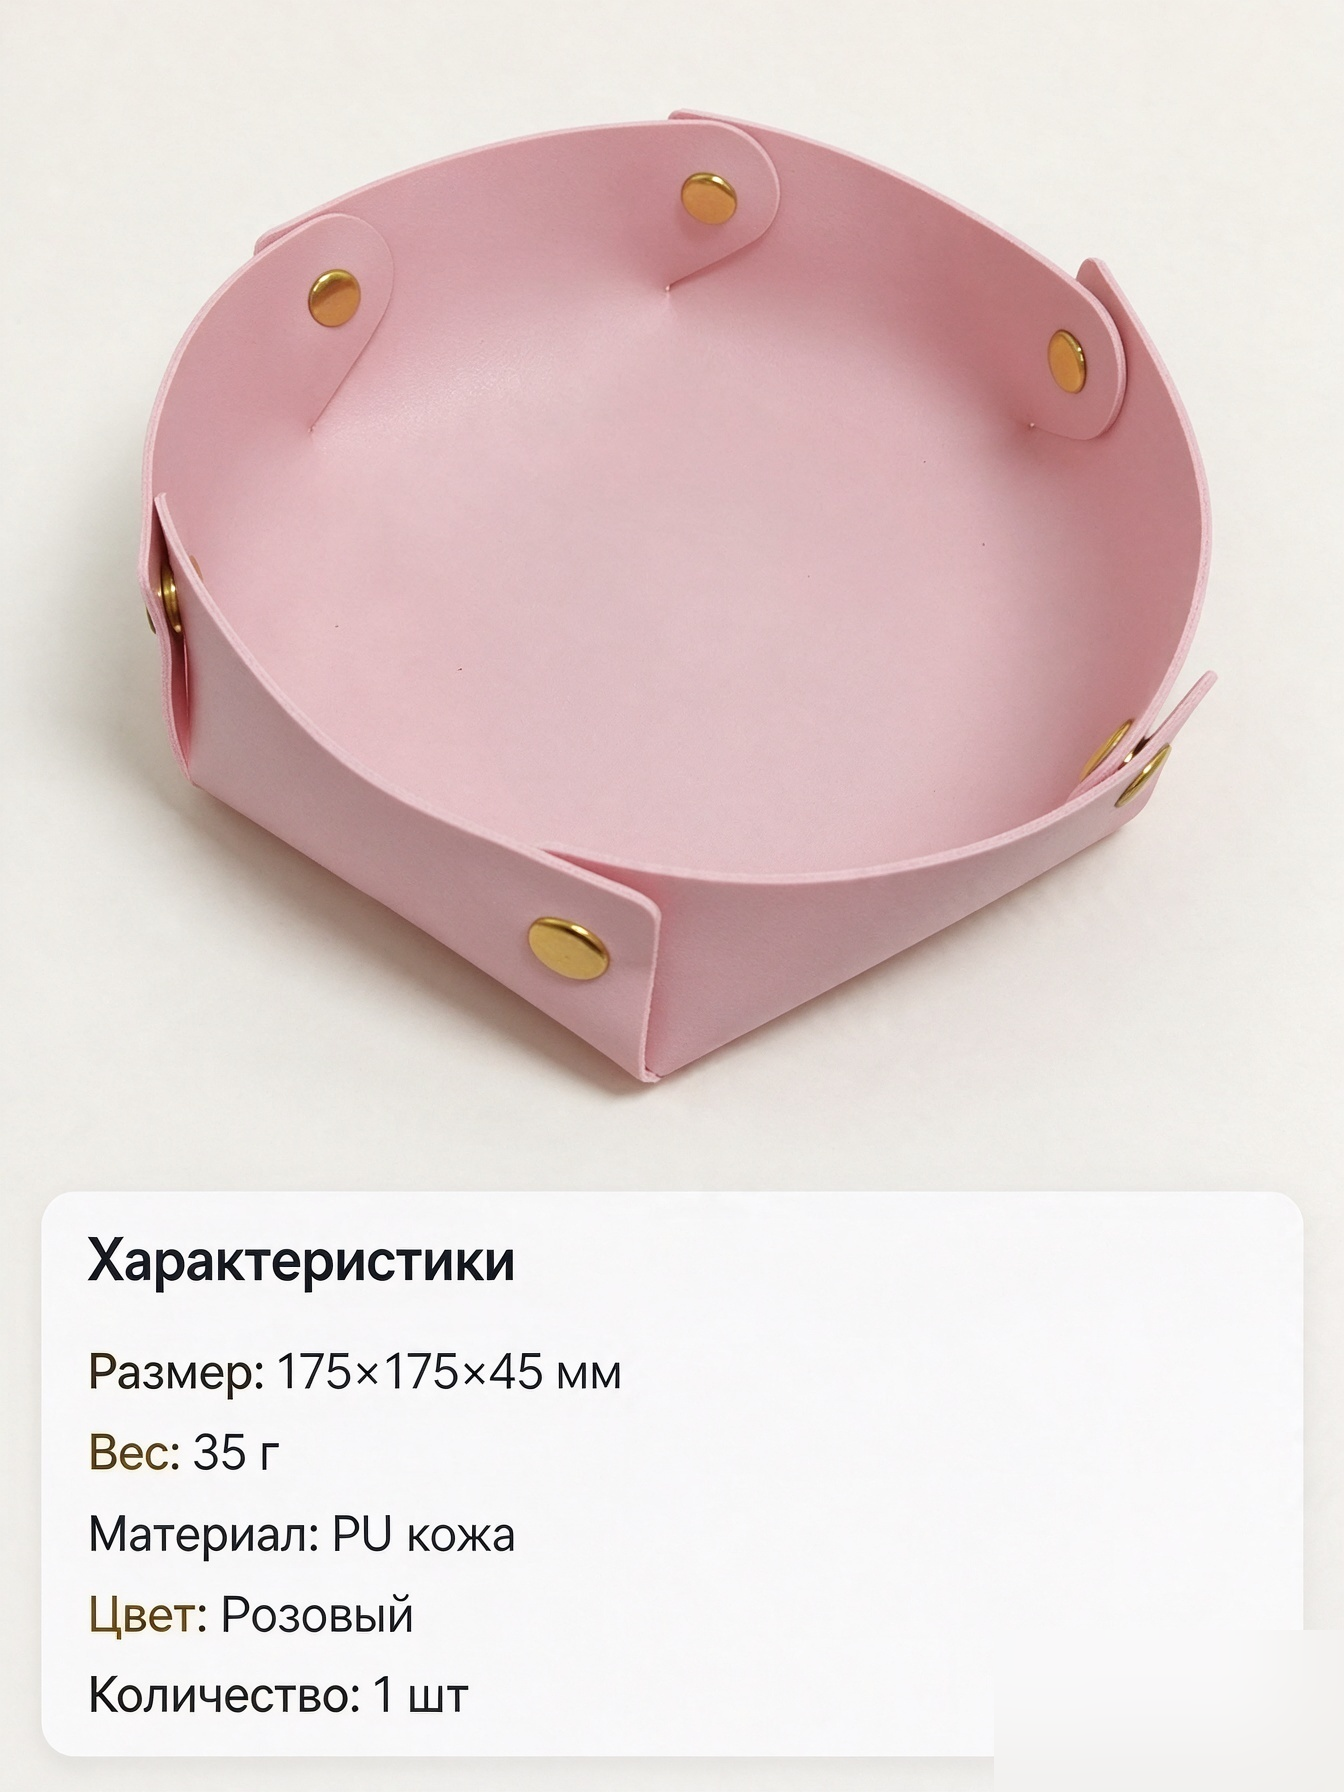 Характеристики
Размер: 175×175×45 мм
Вес: 35 г
Материал: PU кожа
Цвет: Розовый
Количество: 1 шт